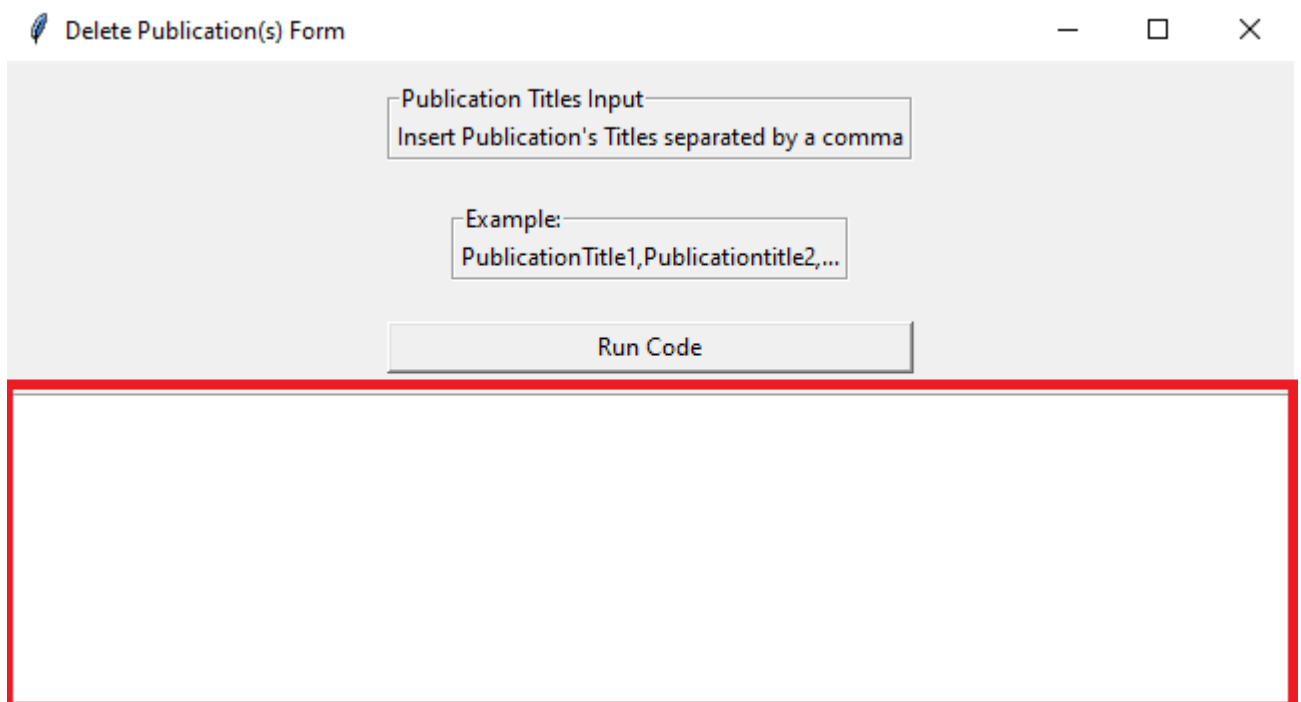 Delete Publication(s) Form
Publication Titles Input
Insert Publication's Titles separated by a comma
Example:
PublicationTitle1,Publicationtitle2,...
Run Code